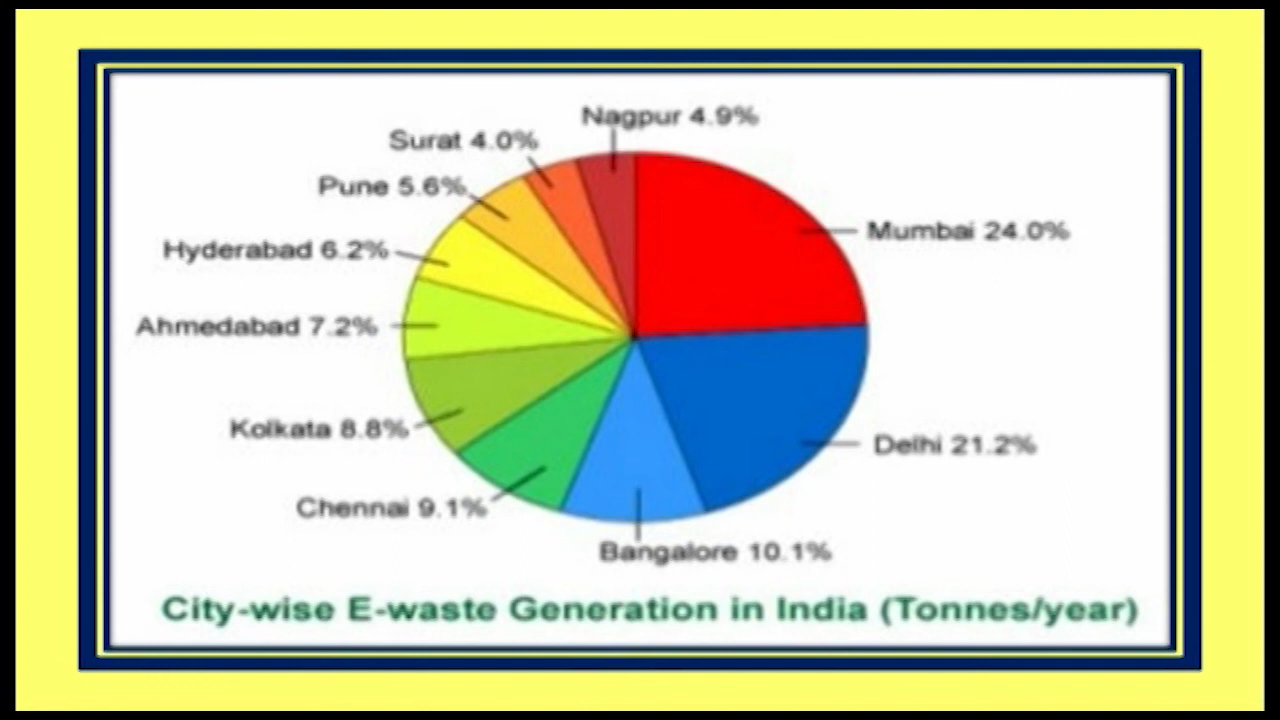 Nagpur 4.9%
Surat 4.0%
Pune 5.6%
Mumbai 24.0%
Hyderabad 6.2%
Ahmedabad 7.2%
Kolkata 8.8%
Delhi 21.2%
Chennai 9.1%
Bangalore 10.1%
City-wise E-waste Generation in India (Tonnes/year)